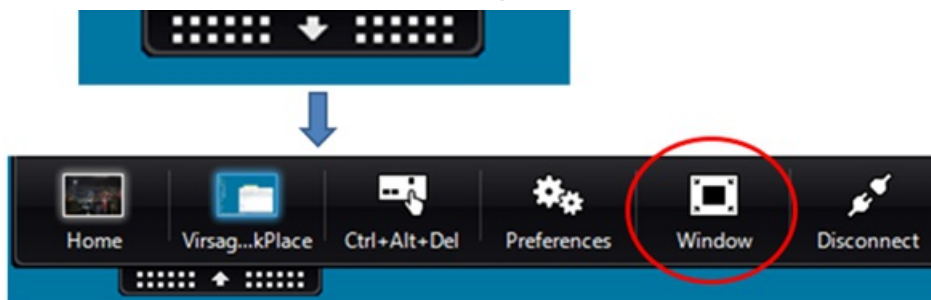 Home
Virsag...kPlace
Ctrl+Alt+Del
Preferences
Window
Disconnect